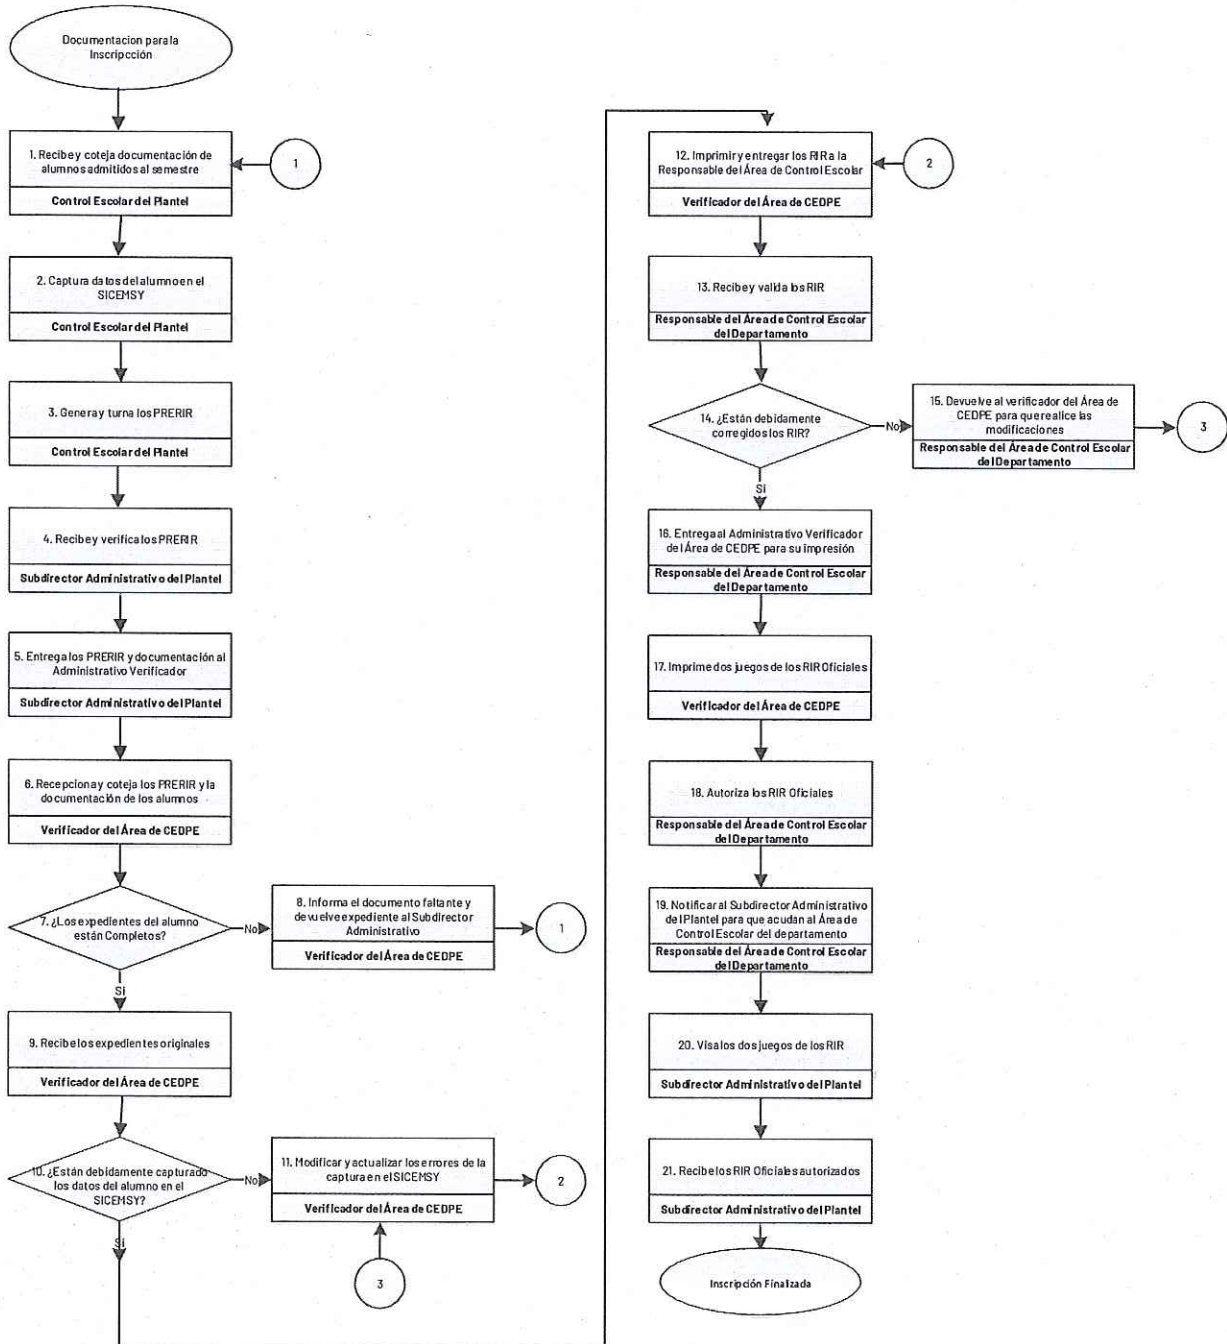 Documentacion para la
Inscripcción
1. Recibe y coteja documentación de
alumnos admitidos al semestre
Control Escolar del Plantel
1
2. Captura datos del alumno en el
SICEMSY
Control Escolar del Plantel
3. Genera y turna los PRERIR
Control Escolar del Plantel
4. Recibe y verifica los PRERIR
Subdirector Administrativo del Plantel
5. Entrega los PRERIR y documentación al
Administrativo Verificador
Subdirector Administrativo del Plantel
6. Recepciona y coteja los PRERIR y la
documentación de los alumnos
Verificador del Área de CEDPE
7. ¿Los expedientes del alumno
están Completos?
No
8. Informa el documento faltante y
devuelve expediente al Subdirector
Administrativo
Verificador del Área de CEDPE
1
Sí
9. Recibe los expedientes originales
Verificador del Área de CEDPE
10. ¿Están debidamente capturado
los datos del alumno en el
SICEMSY?
No
11. Modificar y actualizar los errores de la
captura en el SICEMSY
Verificador del Área de CEDPE
2
3
Sí
12. Imprimir y entregar los RIR a la
Responsable del Área de Control Escolar
Verificador del Área de CEDPE
2
13. Recibe y valida los RIR
Responsable del Área de Control Escolar
del Departamento
14. ¿Están debidamente
corregidos los RIR?
No
15. Devuelve al verificador del Área de
CEDPE para que realice las
modificaciones
Responsable del Área de Control Escolar
del Departamento
3
Sí
16. Entrega al Administrativo Verificador
del Área de CEDPE para su impresión
Responsable del Área de Control Escolar
del Departamento
17. Imprime dos juegos de los RIR Oficiales
Verificador del Área de CEDPE
18. Autoriza los RIR Oficiales
Responsable del Área de Control Escolar
del Departamento
19. Notificar al Subdirector Administrativo
del Plantel para que acudan al Área de
Control Escolar del departamento
Responsable del Área de Control Escolar
del Departamento
20. Visa los dos juegos de los RIR
Subdirector Administrativo del Plantel
21. Recibe los RIR Oficiales autorizados
Subdirector Administrativo del Plantel
Inscripción Finalizada